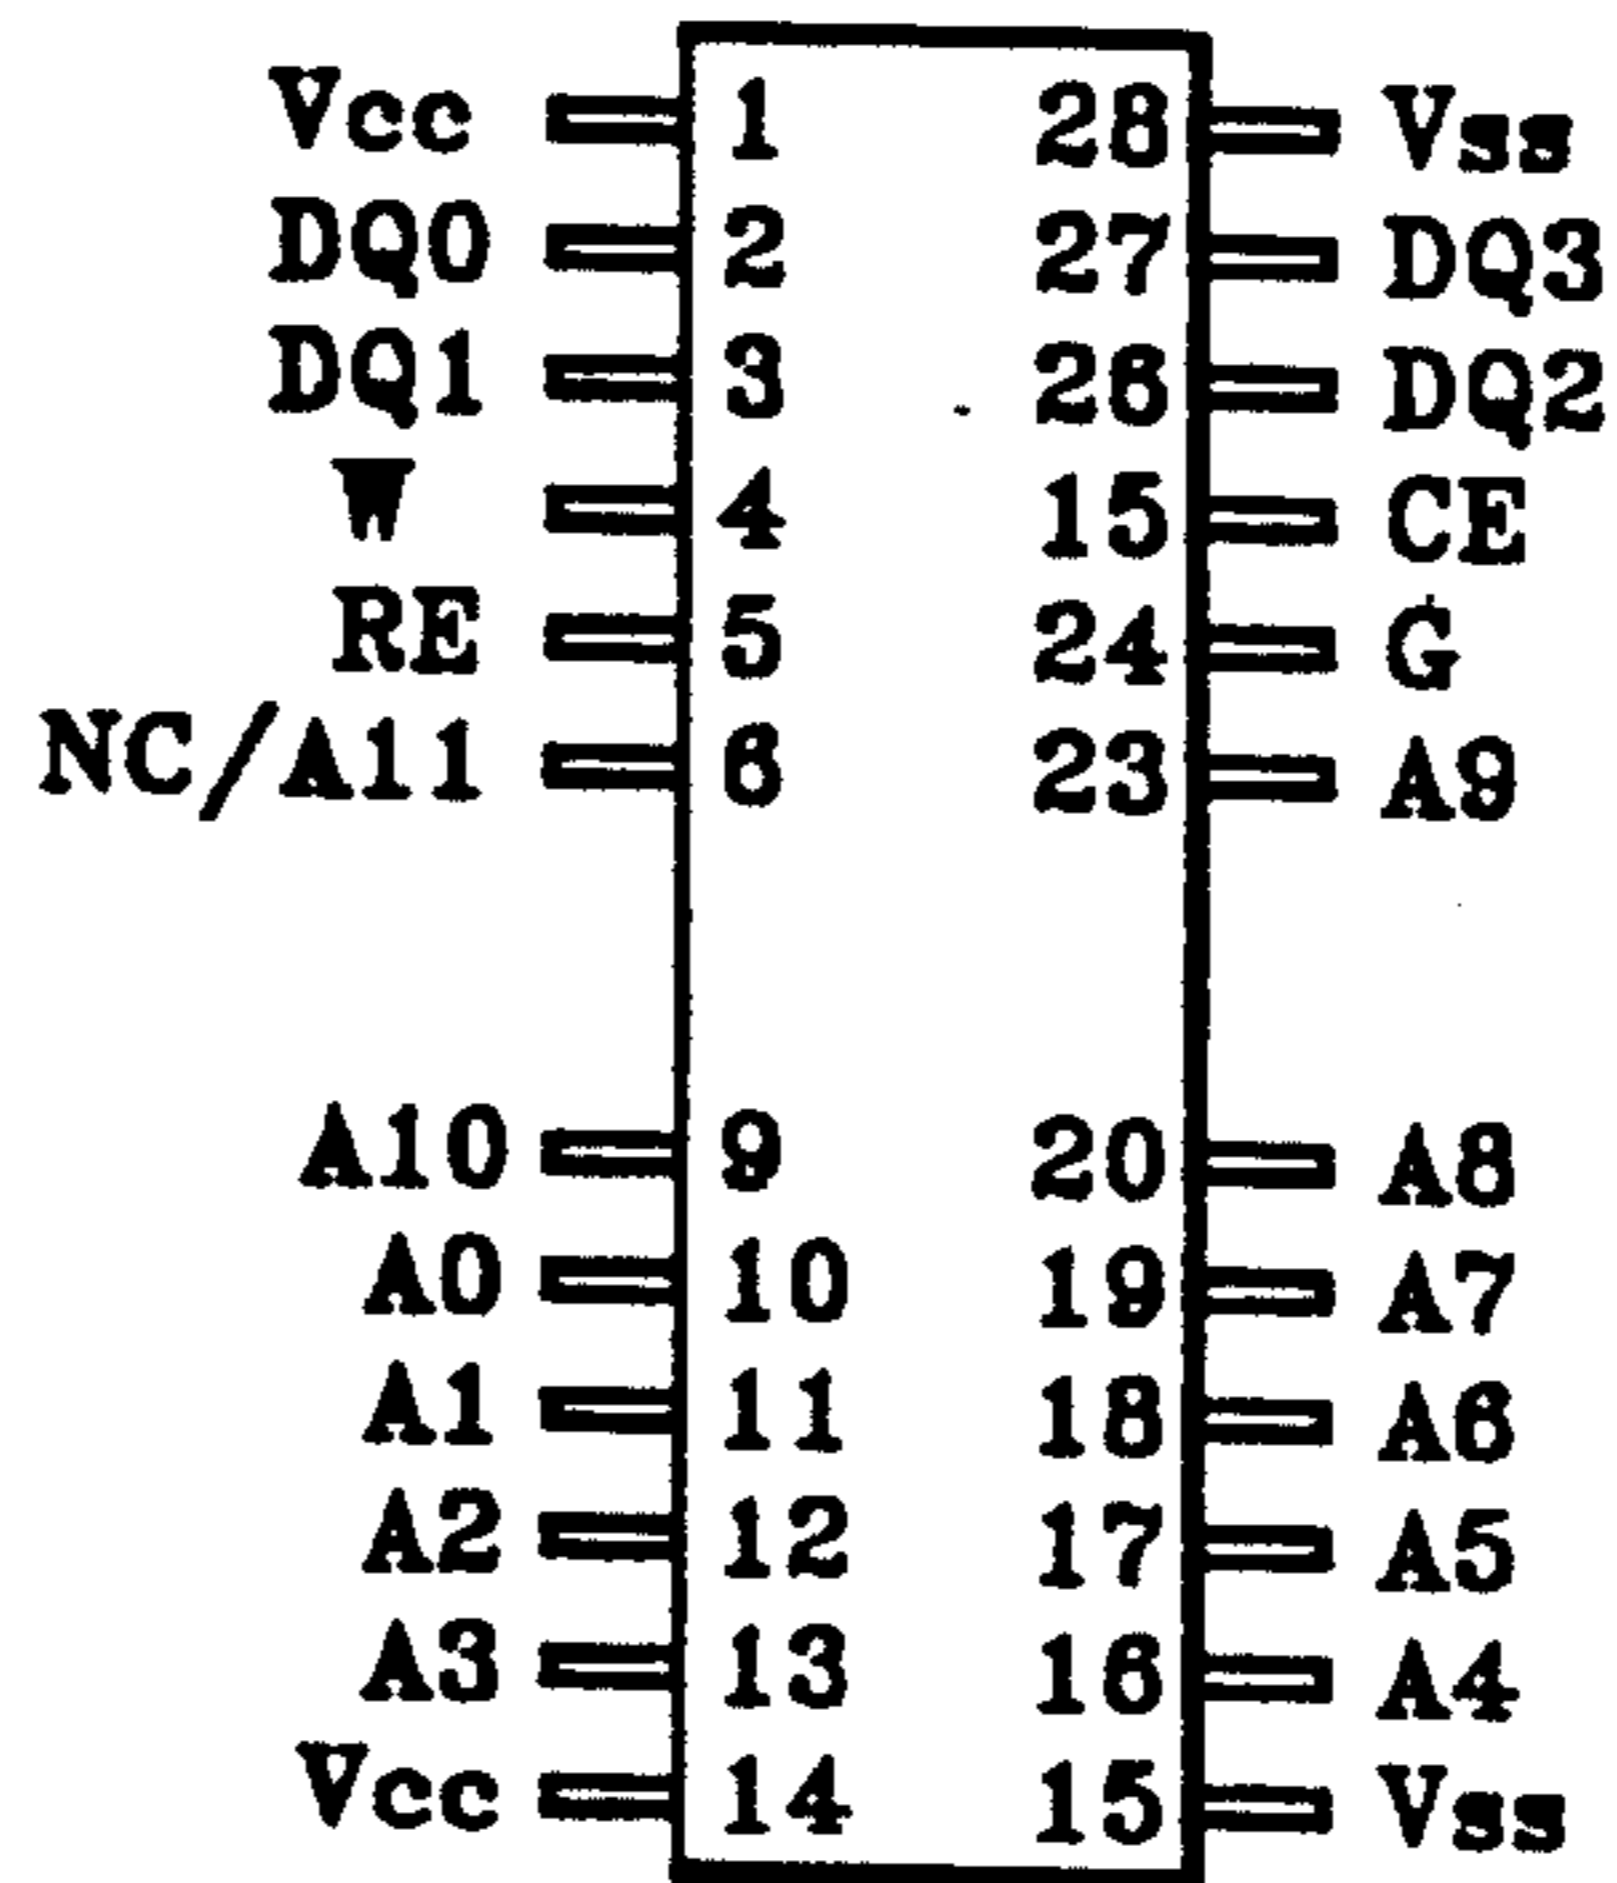 Vcc 1 28 Vss
DQ0 2 27 DQ3
DQ1 3 26 DQ2
W 4 15 CE
RE 5 24 G
NC/A11 6 23 A9
A10 9 20 A8
A0 10 19 A7
A1 11 18 A6
A2 12 17 A5
A3 13 16 A4
Vcc 14 15 Vss